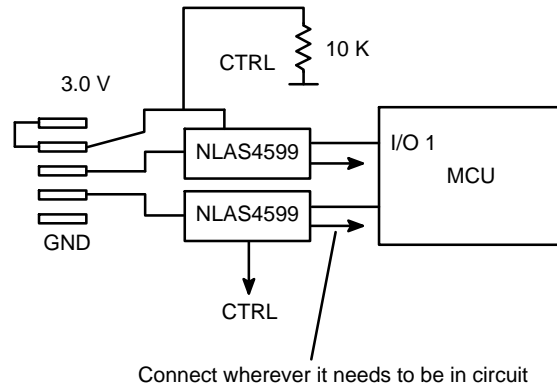 10 K
CTRL
3.0 V
NLAS4599
I/O 1
MCU
NLAS4599
GND
CTRL
Connect wherever it needs to be in circuit